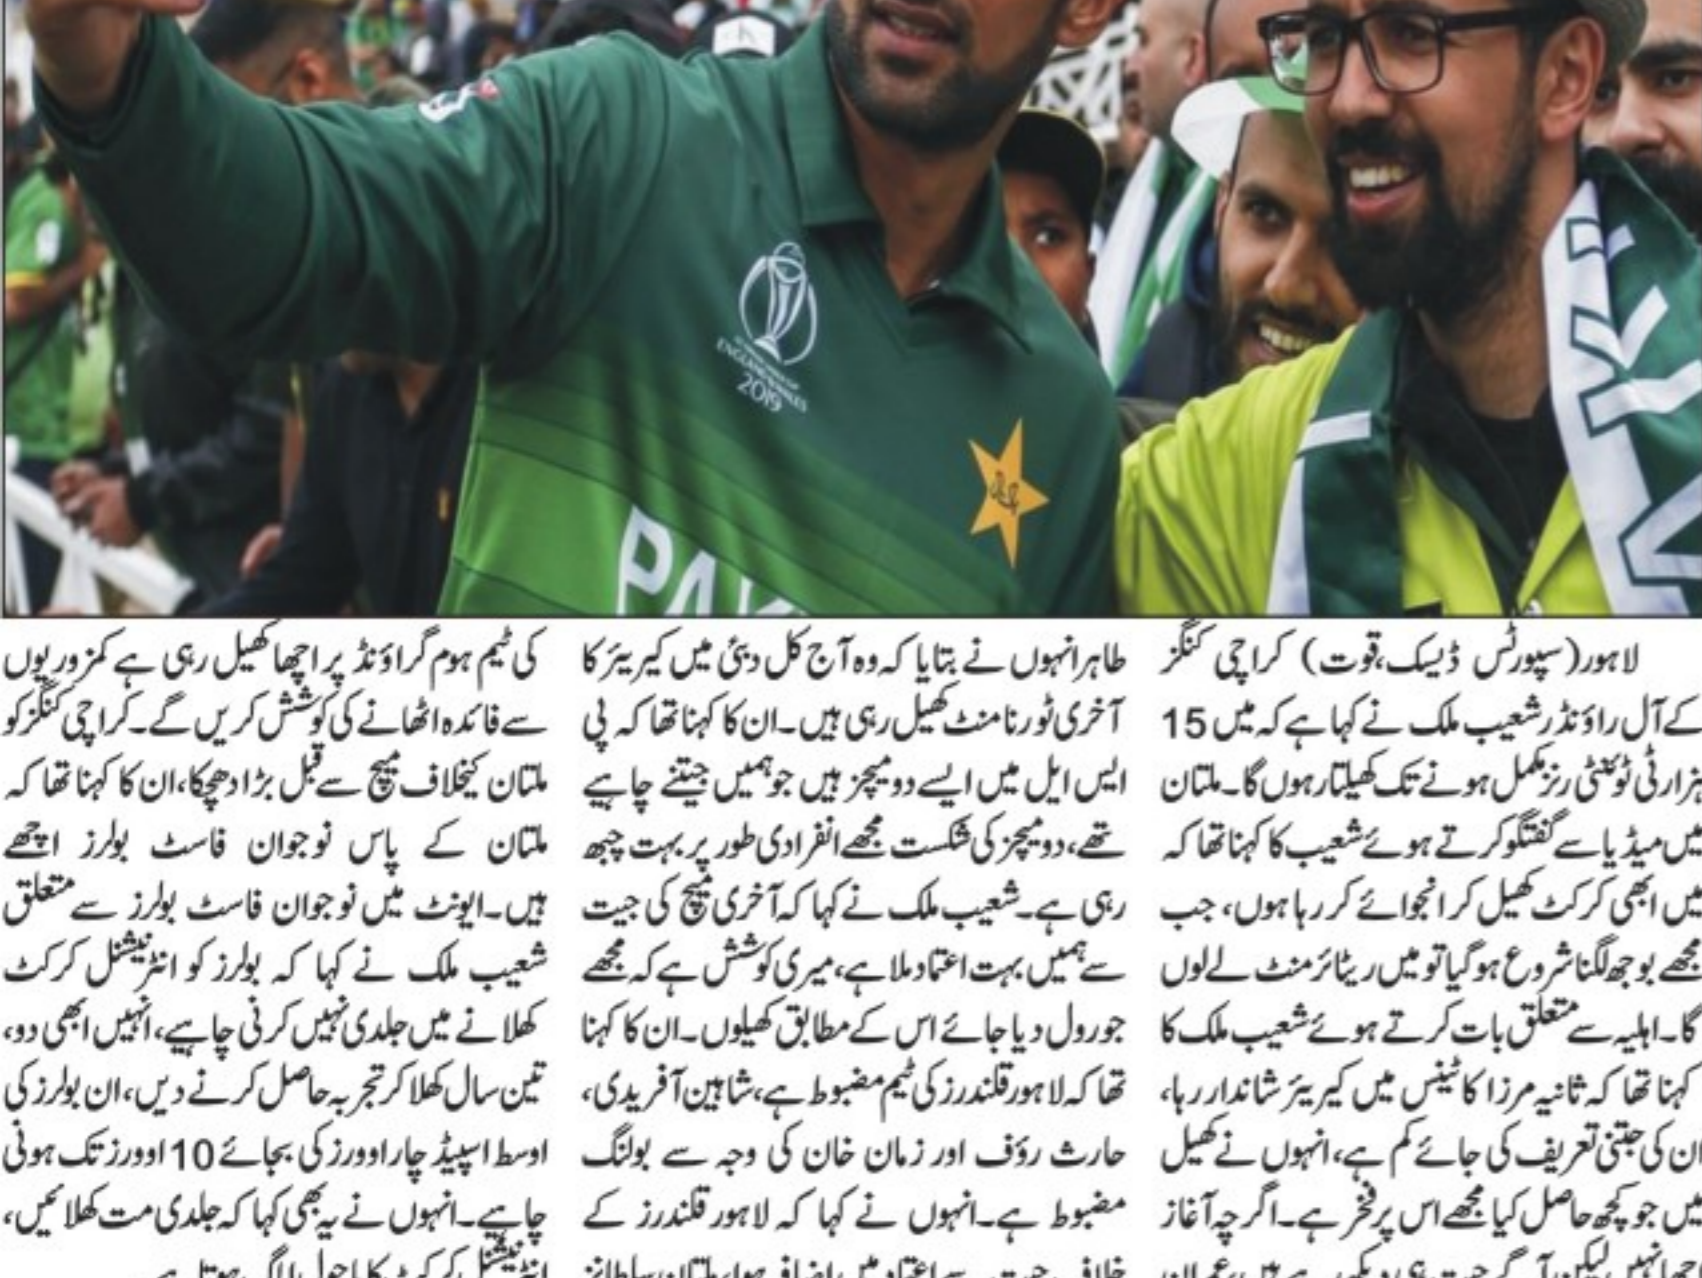 ENGLAND & WALES
2019
PAK
لاہور(سپورٹس ڈیسک،قوت) کراچی کنگز
کے آل راؤنڈر شعیب ملک نے کہا ہے کہ میں 15
ہزار ٹی ٹوئنٹی رنز مکمل ہونے تک کھیلتا رہوں گا۔ملتان
میں میڈیا سے گفتگو کرتے ہوئے شعیب کا کہنا تھا کہ
میں ابھی کرکٹ کھیل کر انجوائے کر رہا ہوں، جب
مجھے بوجھ لگنا شروع ہوگیا تو میں ریٹائرمنٹ لے لوں
گا۔اہلیہ سے متعلق بات کرتے ہوئے شعیب ملک کا
کہنا تھا کہ ثانیہ مرزا کا ٹینس میں کیریئر شاندار رہا،
ان کی جتنی تعریف کی جائے کم ہے،انہوں نے کھیل
میں جو کچھ حاصل کیا مجھے اس پر فخر ہے۔اگرچہ آغاز
طاہر انہوں نے بتایا کہ وہ آج کل دبئی میں کیریئر کا
آخری ٹورنامنٹ کھیل رہی ہیں۔ان کا کہنا تھا کہ پی
ایس ایل میں ایسے دو میچز ہیں جو ہمیں جیتنے چاہیے
تھے،دو میچز کی شکست مجھے انفرادی طور پر بہت چبھ
رہی ہے۔شعیب ملک نے کہا کہ آخری میچ کی جیت
سے ہمیں بہت اعتماد ملا ہے،میری کوشش ہے کہ مجھے
جو رول دیا جائے اس کے مطابق کھیلوں۔ان کا کہنا
تھا کہ لاہور قلندرز کی ٹیم مضبوط ہے،شاہین آفریدی،
حارث رؤف اور زمان خان کی وجہ سے بولنگ
مضبوط ہے۔انہوں نے کہا کہ لاہور قلندرز کے
کی ٹیم ہوم گراؤنڈ پر اچھا کھیل رہی ہے کمزوریوں
سے فائدہ اٹھانے کی کوشش کریں گے۔کراچی کنگز کو
ملتان کیخلاف میچ سے قبل بڑا دھچکا،ان کا کہنا تھا کہ
ملتان کے پاس نوجوان فاسٹ بولرز اچھے
ہیں۔ایونٹ میں نوجوان فاسٹ بولرز سے متعلق
شعیب ملک نے کہا کہ بولرز کو انٹرنیشنل کرکٹ
کھلانے میں جلدی نہیں کرنی چاہیے،انہیں ابھی دو،
تین سال کھلا کر تجربہ حاصل کرنے دیں،ان بولرز کی
اوسط اسپیڈ چار اوورز کی بجائے 10 اوورز تک ہونی
چاہیے۔انہوں نے یہ بھی کہا کہ جلدی مت کھلائیں،